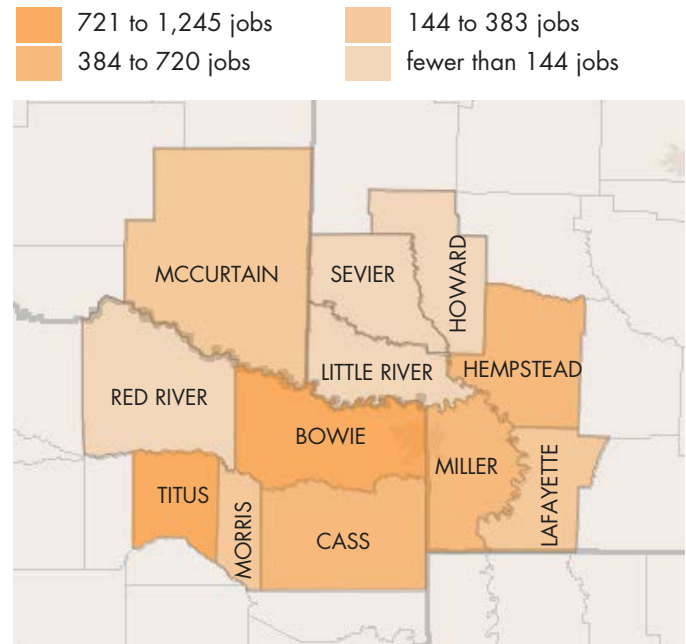 721 to 1,245 jobs
384 to 720 jobs
144 to 383 jobs
fewer than 144 jobs
MCCURTAIN
SEVIER
HOWARD
LITTLE RIVER
HEMPSTEAD
RED RIVER
BOWIE
MILLER
LAFAYETTE
TITUS
MORRIS
CASS